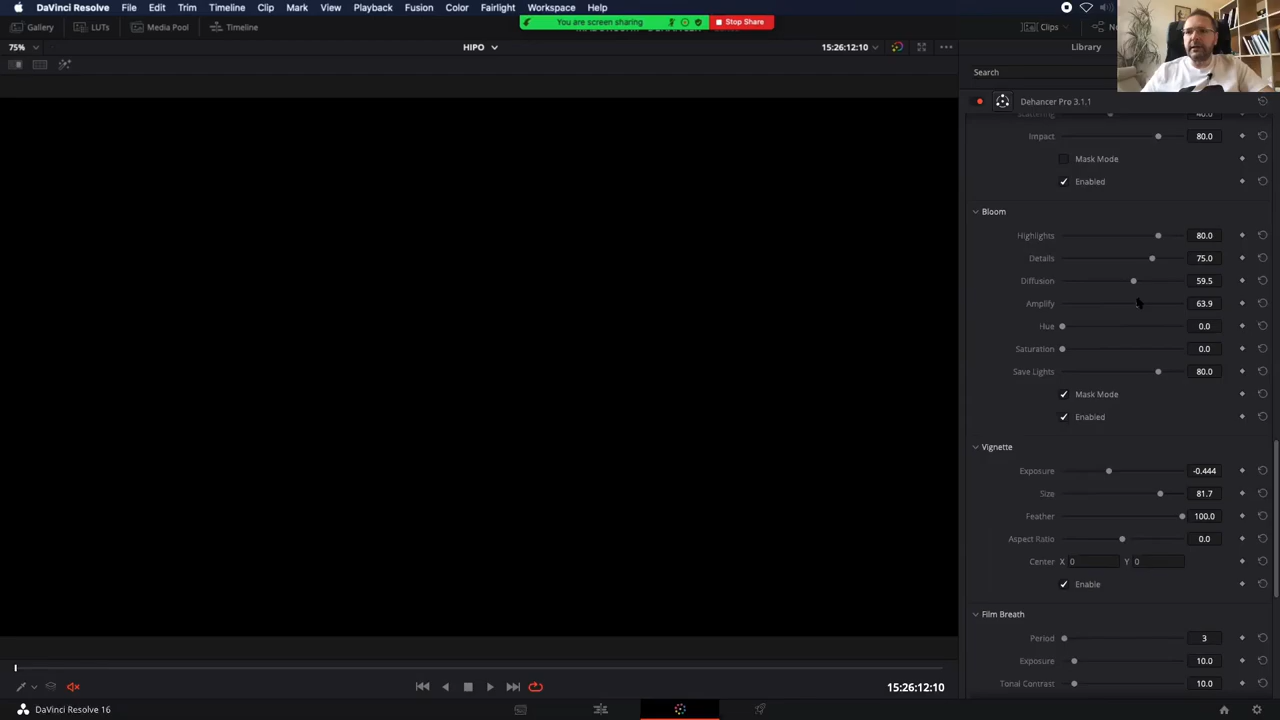 DaVinci Resolve File Edit Trim Timeline Clip Mark View Playback Fusion Color Fairlight Workspace Help
You are screen sharing Stop Share
Gallery LUTs Media Pool Timeline Clips
75% HIPO 15:26:12:10 Library
Search
Dehancer Pro 3.1.1
Impact 80.0
Mask Mode
Enabled
Bloom
Highlights 80.0
Details 75.0
Diffusion 59.5
Amplify 63.9
Hue 0.0
Saturation 0.0
Save Lights 80.0
Mask Mode
Enabled
Vignette
Exposure -0.444
Size 81.7
Feather 100.0
Aspect Ratio 0.0
Center X 0 Y 0
Enable
Film Breath
Period 3
Exposure 10.0
Tonal Contrast 10.0
15:26:12:10
DaVinci Resolve 16